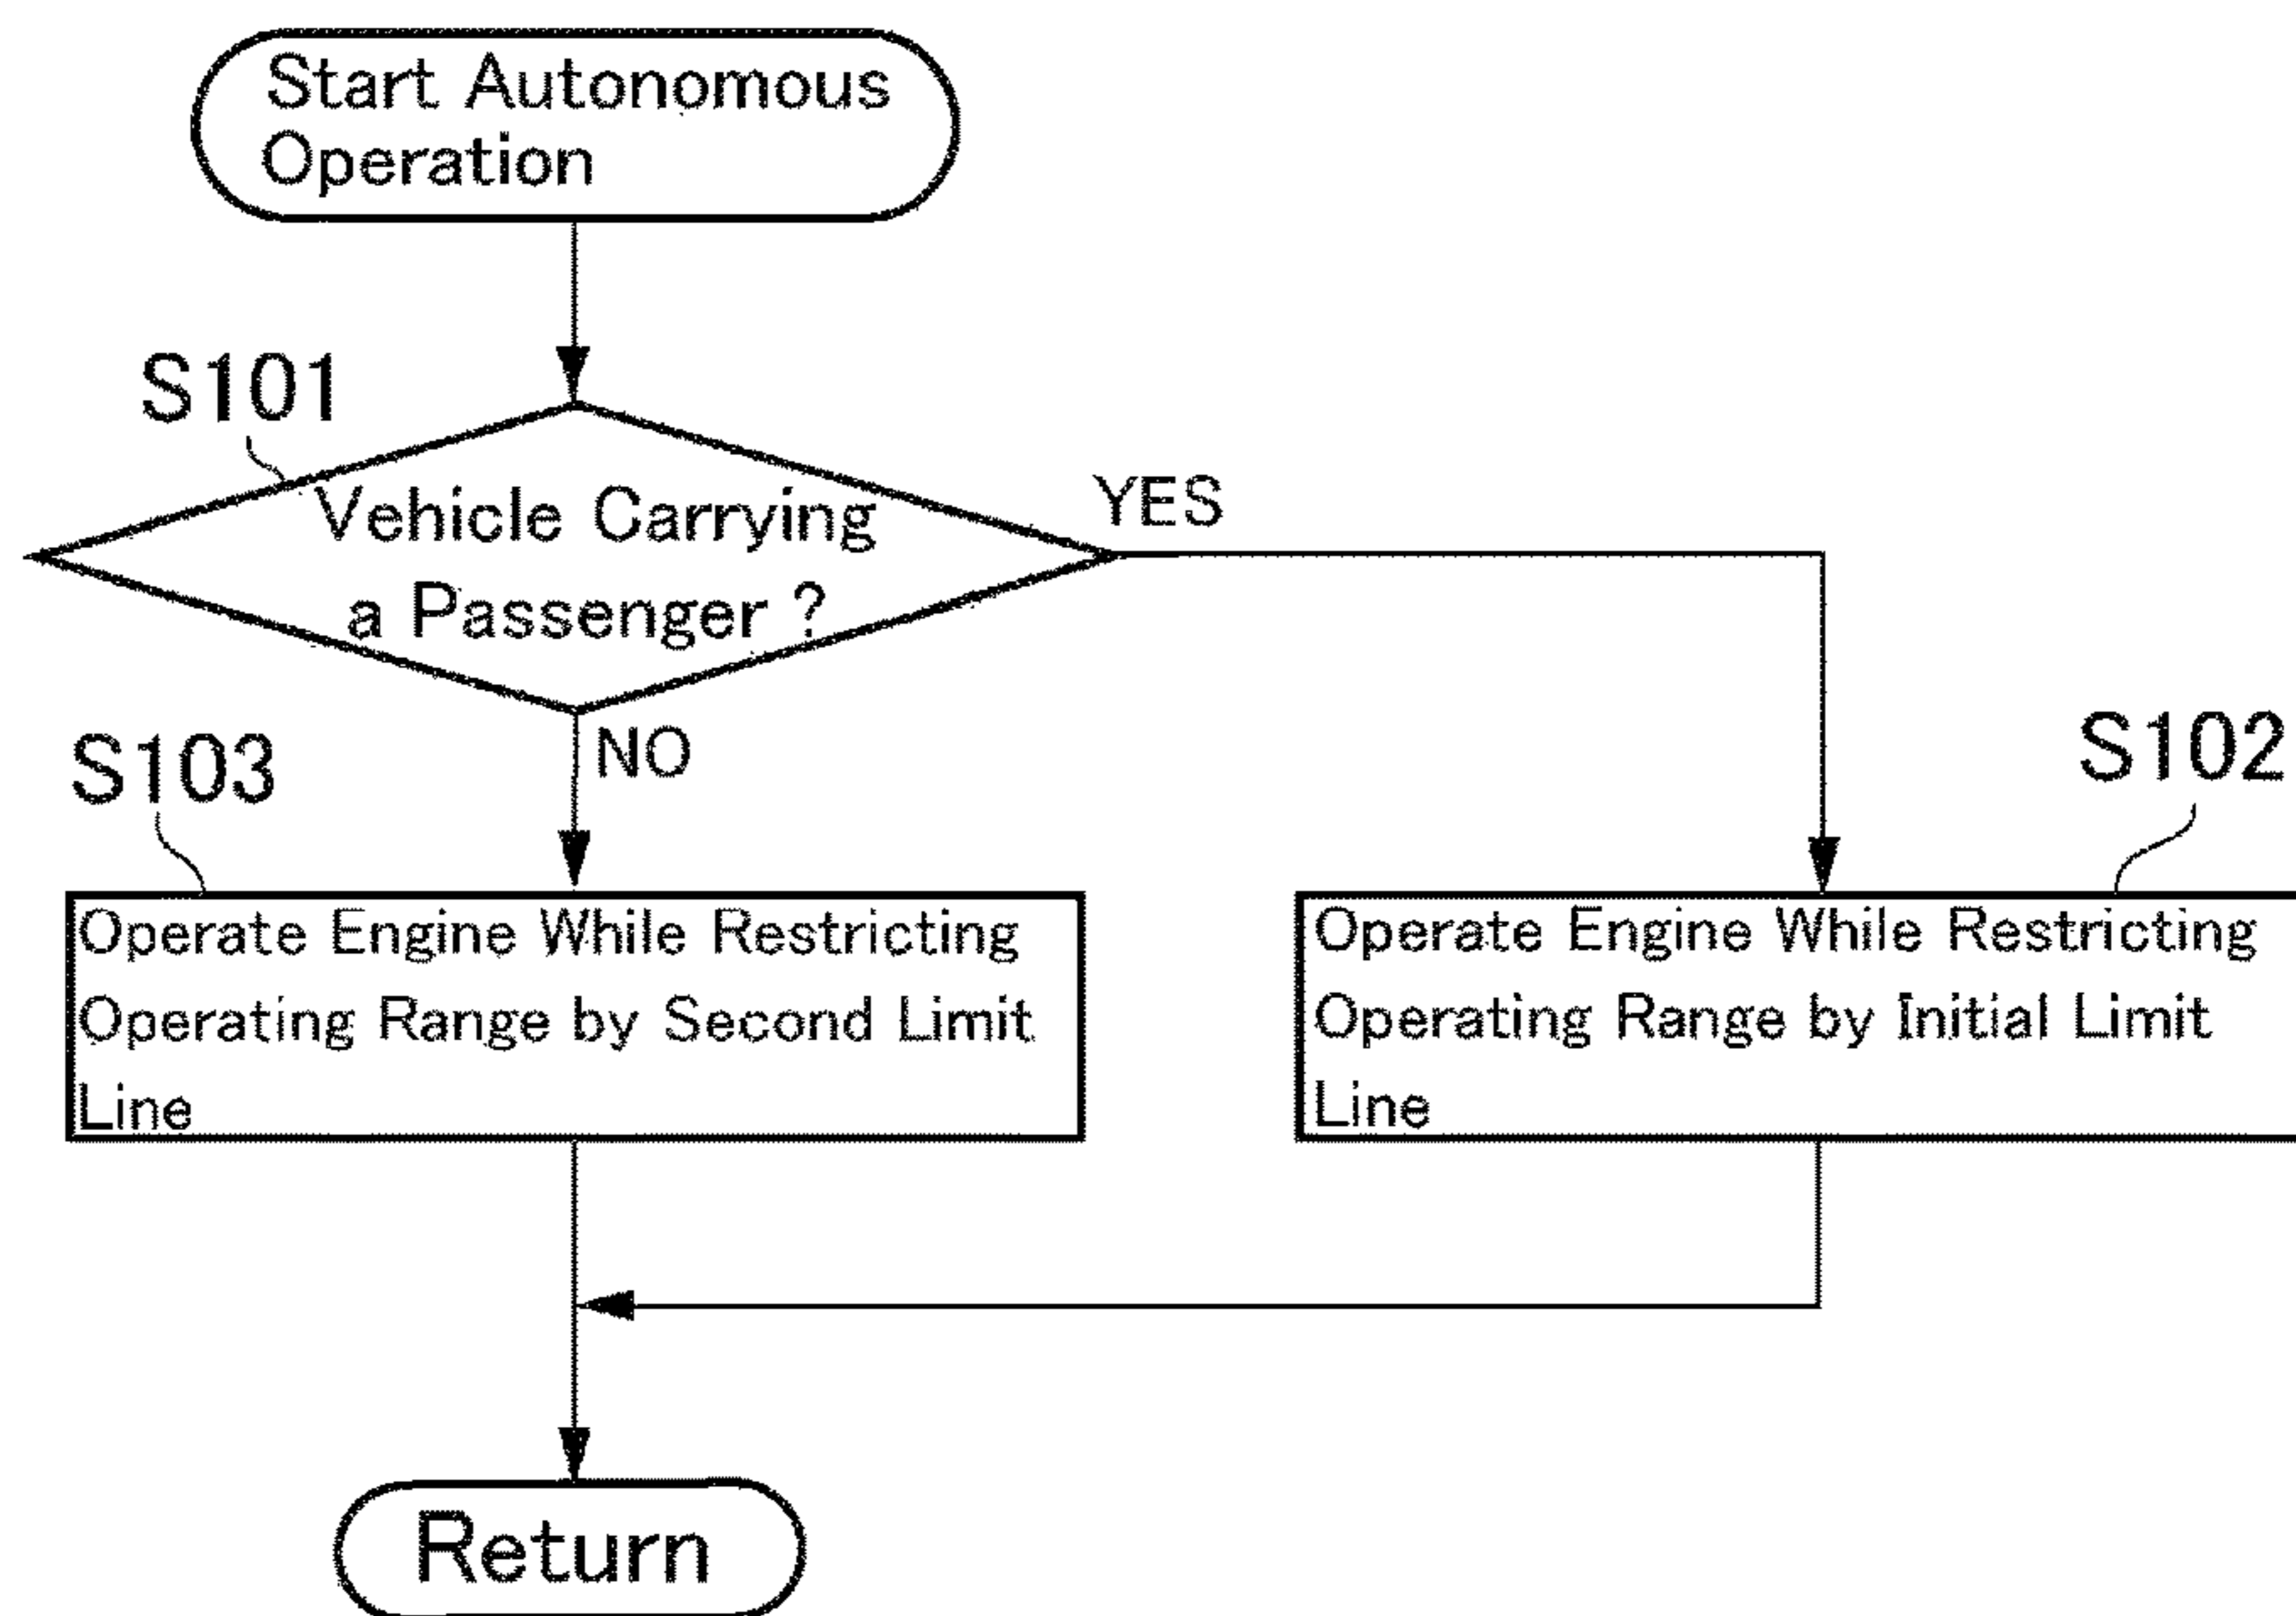 Start Autonomous
Operation
S101
Vehicle Carrying
a Passenger ?
YES
NO
S103
S102
Operate Engine While Restricting
Operating Range by Second Limit
Line
Operate Engine While Restricting
Operating Range by Initial Limit
Line
Return